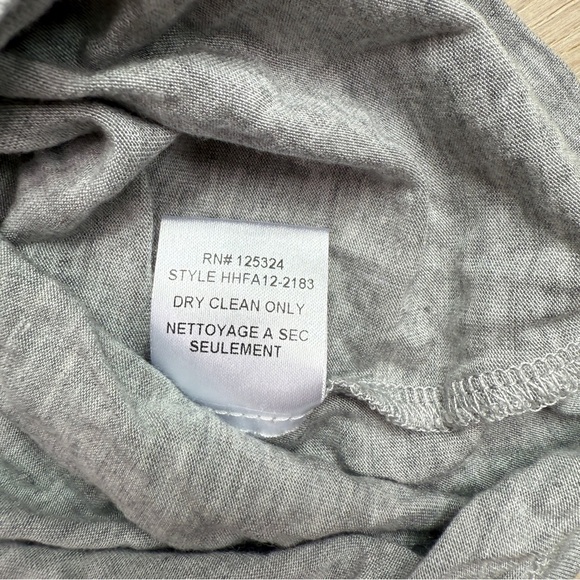 RN# 125324
STYLE HHFA12-2183
DRY CLEAN ONLY
NETTOYAGE A SEC
SEULEMENT